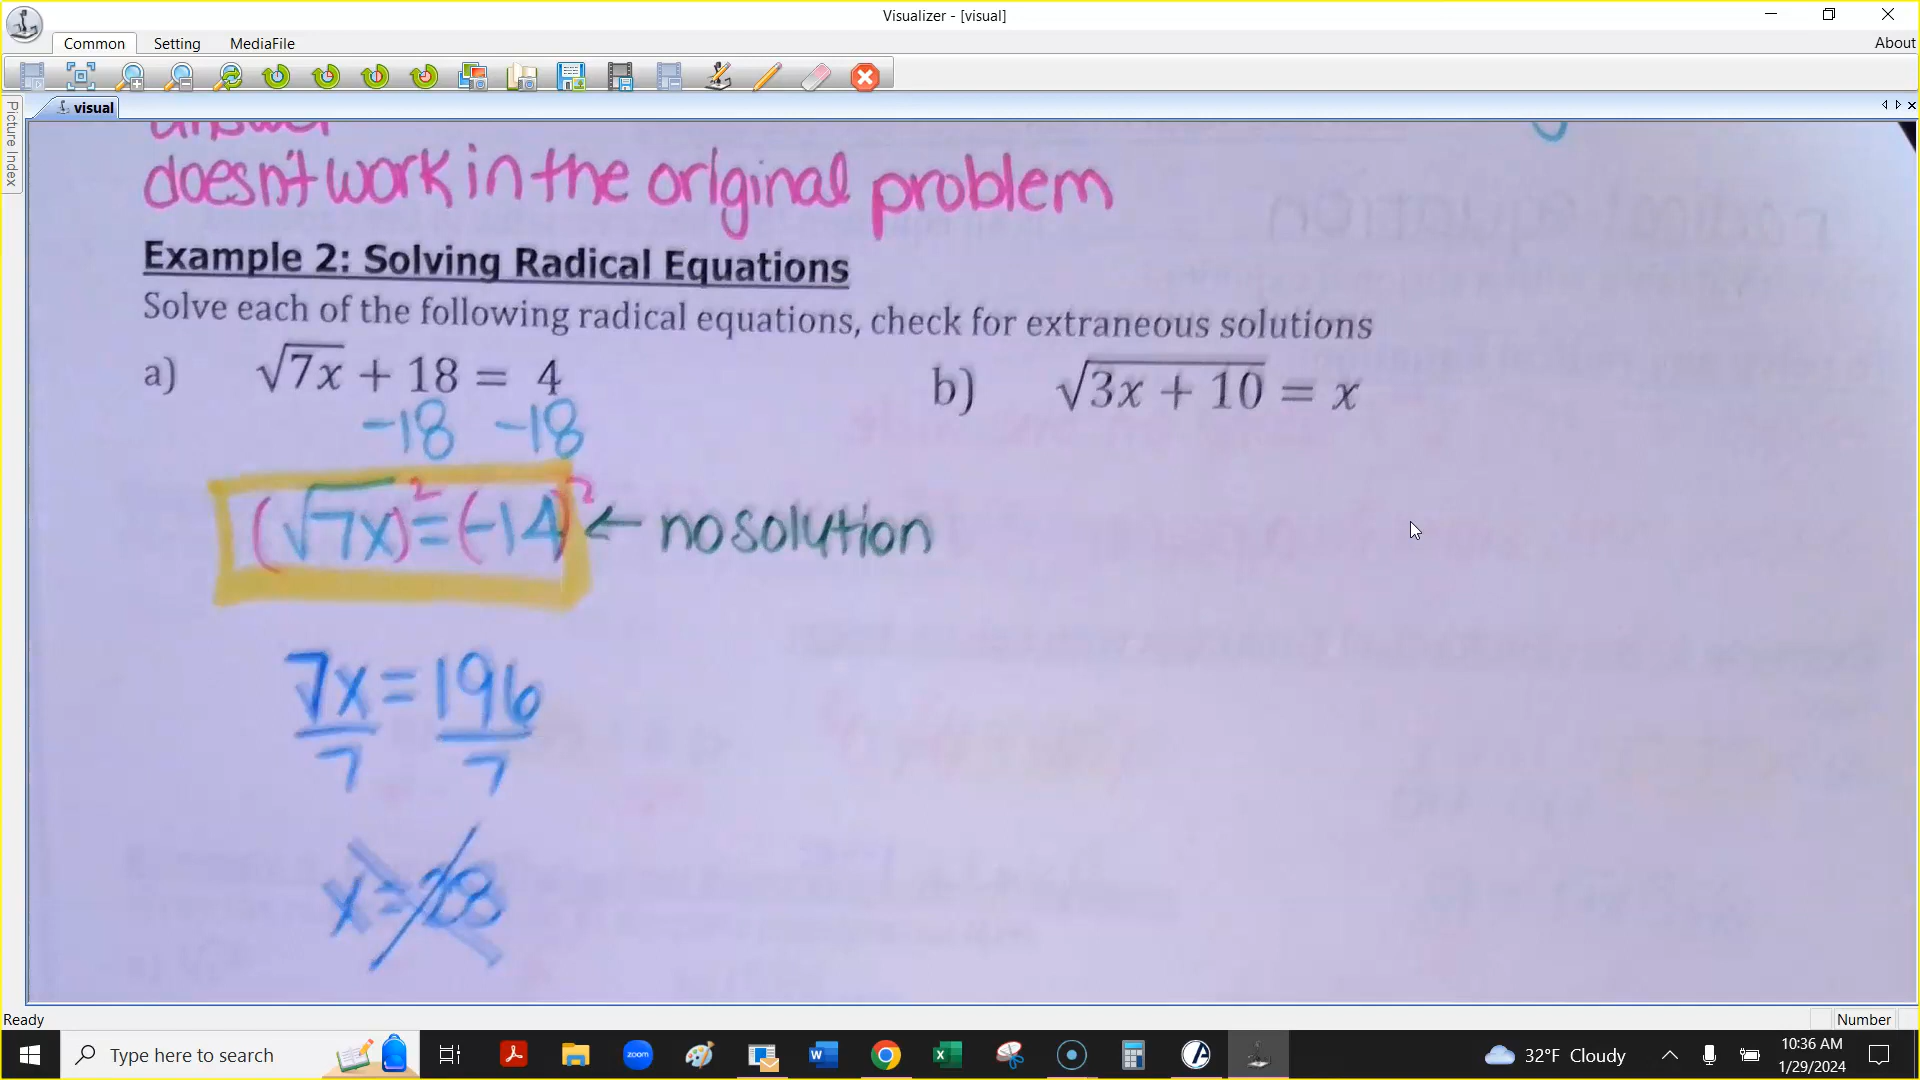 Visualizer - [visual]
Common Setting MediaFile About
Picture Index
visual
answer
doesn't work in the original problem
Example 2: Solving Radical Equations
Solve each of the following radical equations, check for extraneous solutions
a) √7x + 18 = 4 b) √3x + 10 = x
-18 -18
(√7x)² = (-14)² ← no solution
7x = 196
7 7
x = 28
Ready Number
Type here to search zoom 32°F Cloudy 10:36 AM
1/29/2024